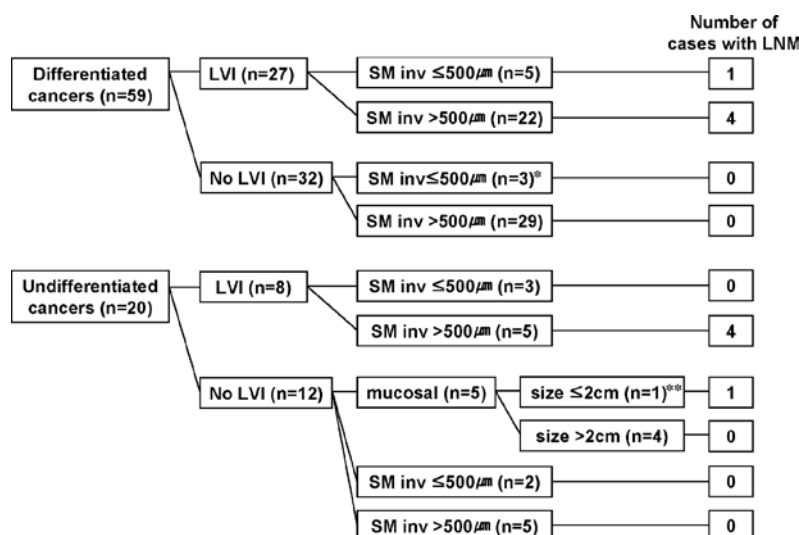 Number of
cases with LNM
Differentiated
cancers (n=59)
LVI (n=27)
SM inv ≤500㎛ (n=5)
1
SM inv >500㎛ (n=22)
4
No LVI (n=32)
SM inv≤500㎛ (n=3)*
0
SM inv >500㎛ (n=29)
0
Undifferentiated
cancers (n=20)
LVI (n=8)
SM inv ≤500㎛ (n=3)
0
SM inv >500㎛ (n=5)
4
No LVI (n=12)
mucosal (n=5)
size ≤2cm (n=1)**
1
size >2cm (n=4)
0
SM inv ≤500㎛ (n=2)
0
SM inv >500㎛ (n=5)
0